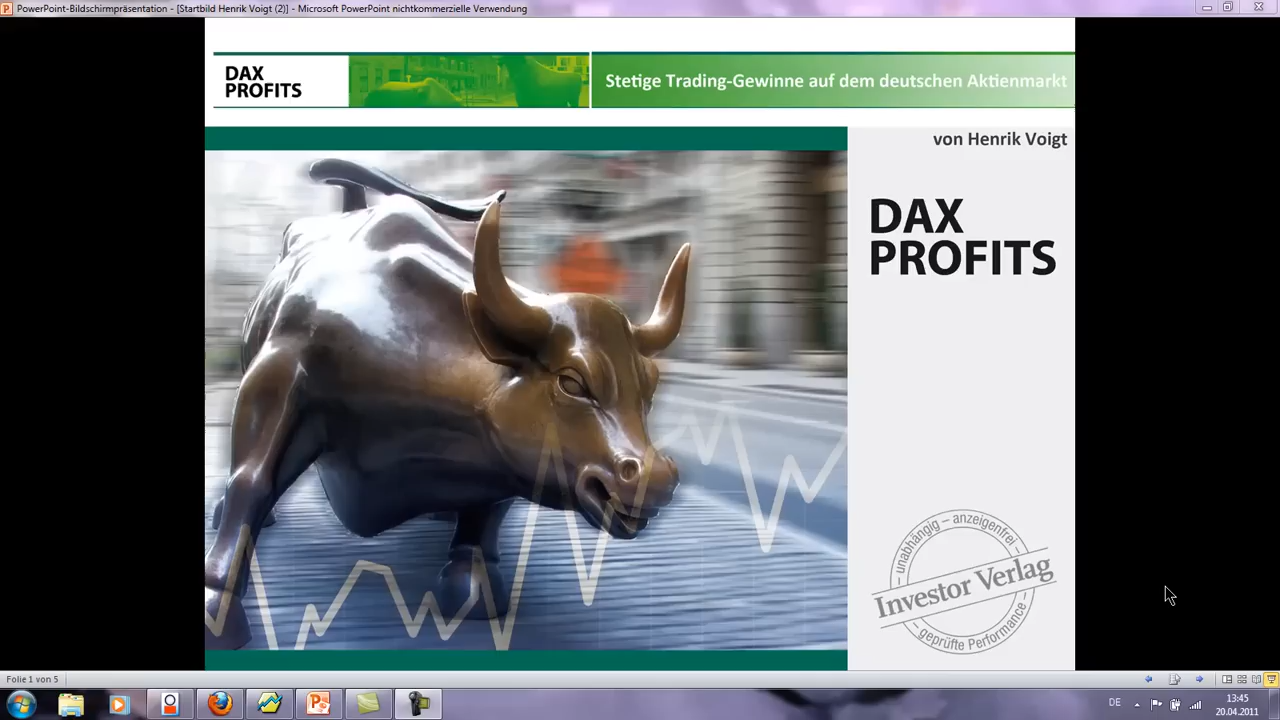 PowerPoint-Bildschirmpräsentation - [Startbild Henrik Voigt (2)] - Microsoft PowerPoint nichtkommerzielle Verwendung
DAX
PROFITS
Stetige Trading-Gewinne auf dem deutschen Aktienmarkt
von Henrik Voigt
DAX
PROFITS
unabhängig – anzeigenfrei
Investor Verlag
geprüfte Performance
Folie 1 von 5
DE
13:45
20.04.2011